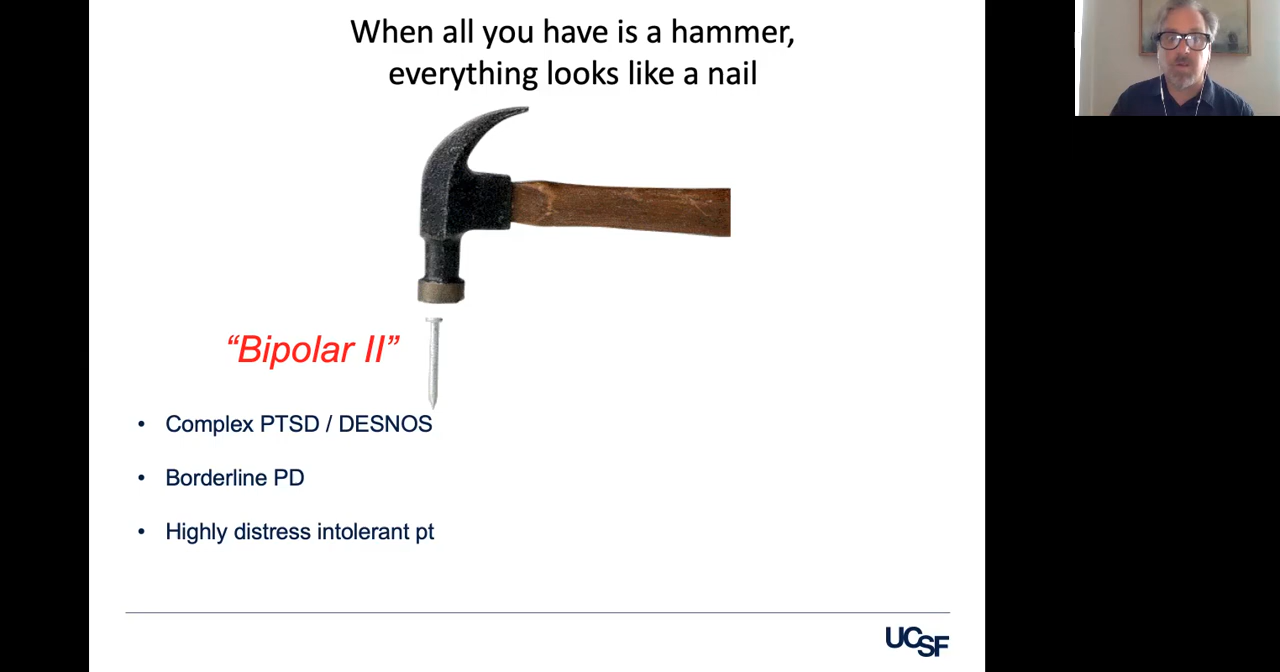 When all you have is a hammer,
everything looks like a nail
“Bipolar II”
• Complex PTSD / DESNOS
• Borderline PD
• Highly distress intolerant pt
UCSF